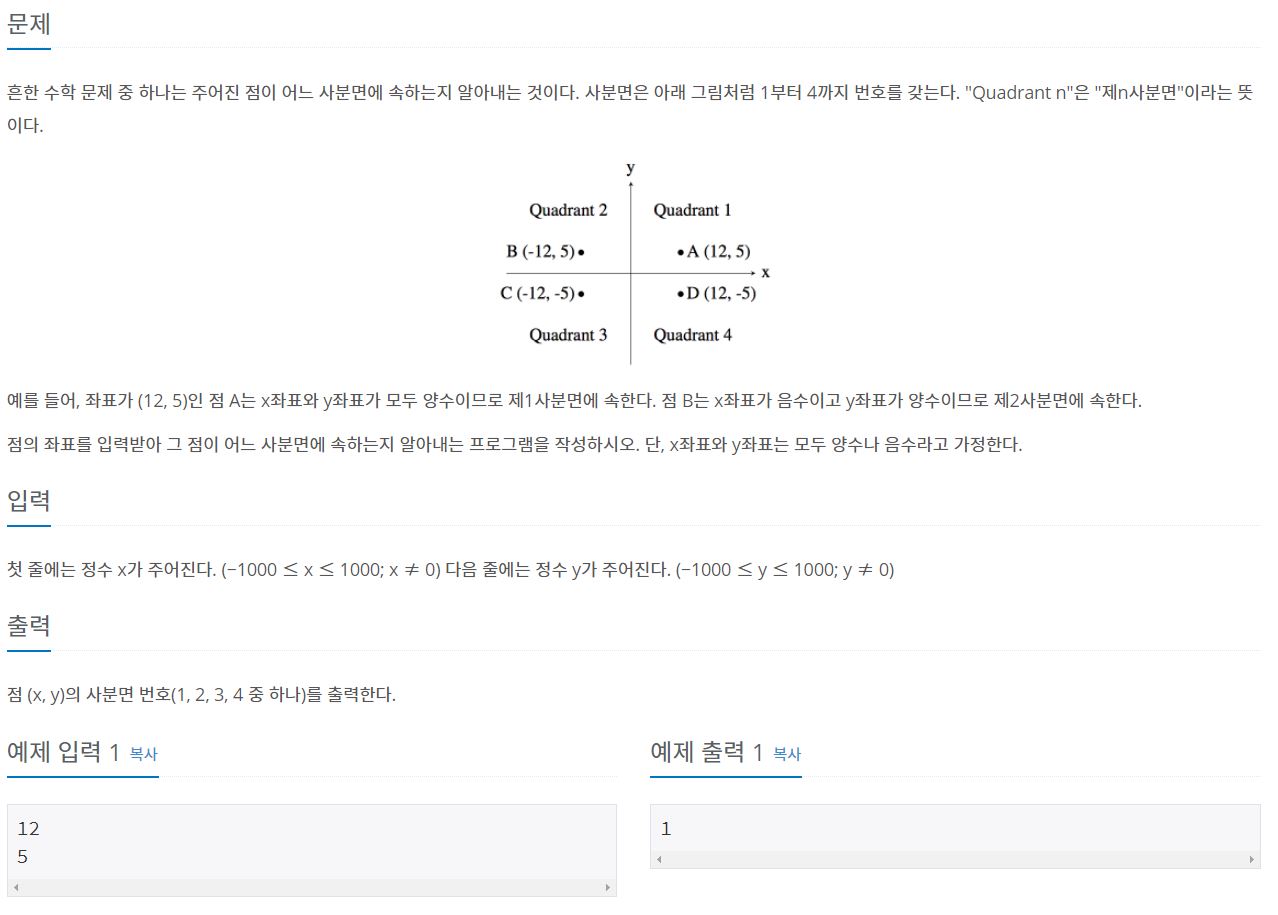 문제
흔한 수학 문제 중 하나는 주어진 점이 어느 사분면에 속하는지 알아내는 것이다. 사분면은 아래 그림처럼 1부터 4까지 번호를 갖는다. "Quadrant n"은 "제n사분면"이라는 뜻
이다.
y
Quadrant 2 Quadrant 1
B (-12, 5)• •A (12, 5)
x
C (-12, -5)• •D (12, -5)
Quadrant 3 Quadrant 4
예를 들어, 좌표가 (12, 5)인 점 A는 x좌표와 y좌표가 모두 양수이므로 제1사분면에 속한다. 점 B는 x좌표가 음수이고 y좌표가 양수이므로 제2사분면에 속한다.
점의 좌표를 입력받아 그 점이 어느 사분면에 속하는지 알아내는 프로그램을 작성하시오. 단, x좌표와 y좌표는 모두 양수나 음수라고 가정한다.
입력
첫 줄에는 정수 x가 주어진다. (−1000 ≤ x ≤ 1000; x ≠ 0) 다음 줄에는 정수 y가 주어진다. (−1000 ≤ y ≤ 1000; y ≠ 0)
출력
점 (x, y)의 사분면 번호(1, 2, 3, 4 중 하나)를 출력한다.
예제 입력 1 복사
12
5
예제 출력 1 복사
1